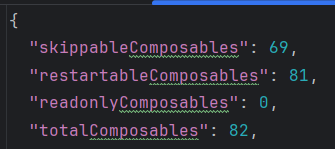 {
"skippableComposables": 69,
"restartableComposables": 81,
"readonlyComposables": 0,
"totalComposables": 82,